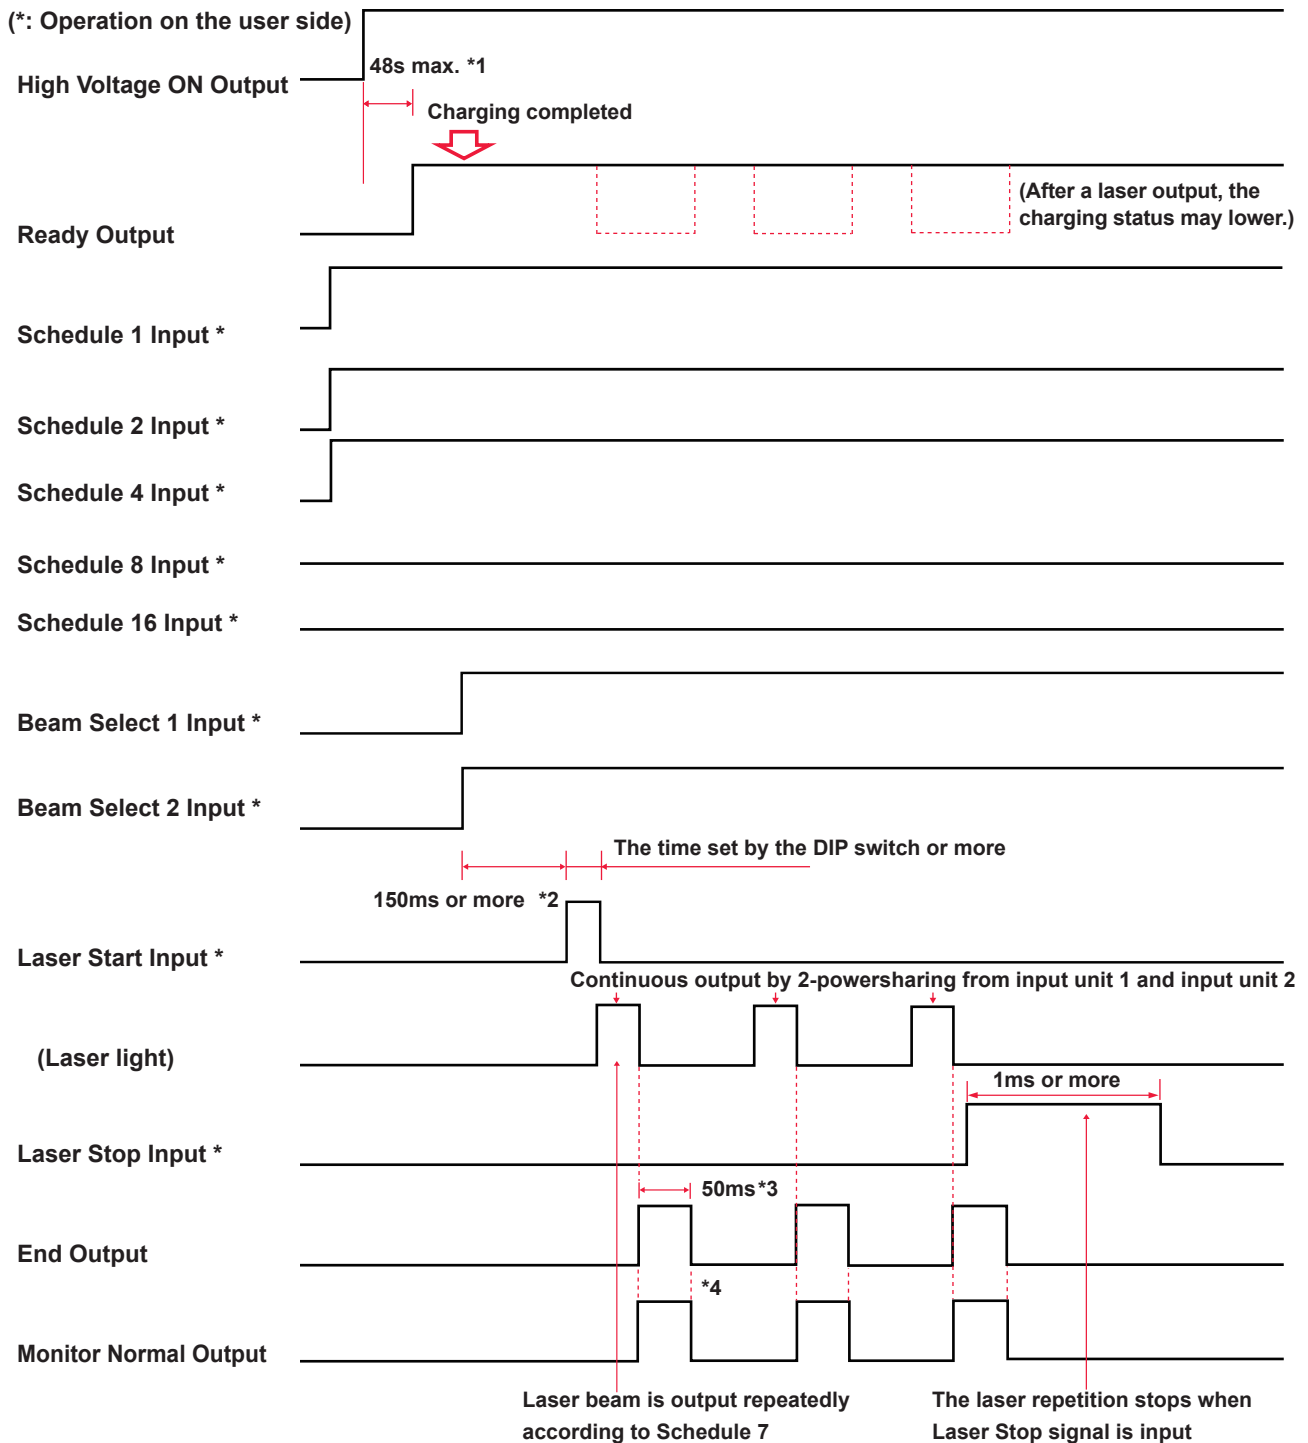 (*: Operation on the user side)
High Voltage ON Output
48s max. *1
Charging completed
Ready Output
(After a laser output, the
charging status may lower.)
Schedule 1 Input *
Schedule 2 Input *
Schedule 4 Input *
Schedule 8 Input *
Schedule 16 Input *
Beam Select 1 Input *
Beam Select 2 Input *
The time set by the DIP switch or more
150ms or more *2
Laser Start Input *
Continuous output by 2-powersharing from input unit 1 and input unit 2
(Laser light)
1ms or more
Laser Stop Input *
50ms*3
End Output
*4
Monitor Normal Output
Laser beam is output repeatedly
according to Schedule 7
The laser repetition stops when
Laser Stop signal is input